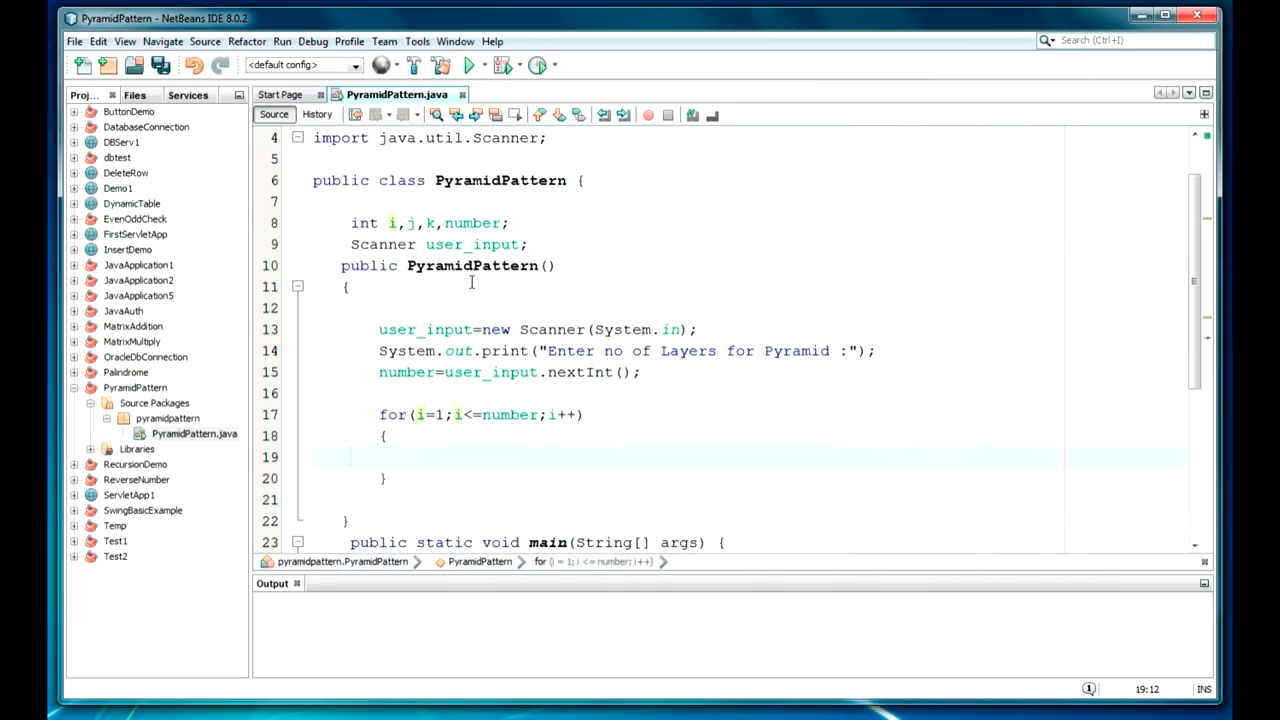 PyramidPattern - NetBeans IDE 8.0.2
File Edit View Navigate Source Refactor Run Debug Profile Team Tools Window Help
Search (Ctrl+I)
<default config>
Proj... Files Services
Start Page PyramidPattern.java
Source History
ButtonDemo
DatabaseConnection
DBServ1
dbtest
DeleteRow
Demo1
DynamicTable
EvenOddCheck
FirstServletApp
InsertDemo
JavaApplication1
JavaApplication2
JavaApplication5
JavaAuth
MatrixAddition
MatrixMultiply
OracleDbConnection
Palindrome
PyramidPattern
Source Packages
pyramidpattern
PyramidPattern.java
Libraries
RecursionDemo
ReverseNumber
ServletApp1
SwingBasicExample
Temp
Test1
Test2
4 import java.util.Scanner;
5
6 public class PyramidPattern {
7
8 int i,j,k,number;
9 Scanner user_input;
10 public PyramidPattern()
11 {
12
13 user_input=new Scanner(System.in);
14 System.out.print("Enter no of Layers for Pyramid :");
15 number=user_input.nextInt();
16
17 for(i=1;i<=number;i++)
18 {
19
20 }
21
22 }
23 public static void main(String[] args) {
pyramidpattern.PyramidPattern PyramidPattern for (i = 1; i <= number; i++)
Output
1 19:12 INS